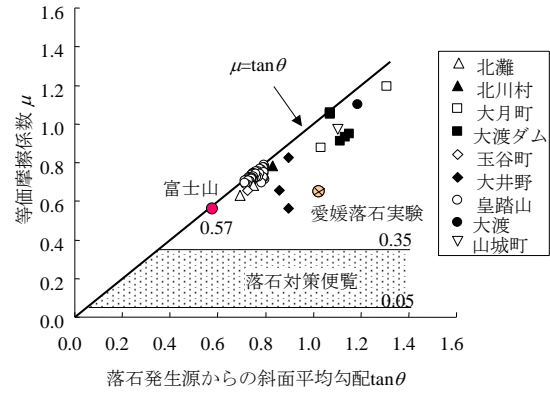 等価摩擦係数 μ
1.6
1.4
1.2
1.0
0.8
0.6
0.4
0.2
0.0
μ=tanθ
富士山
0.57
愛媛落石実験
0.35
落石対策便覧
0.05
0.0 0.2 0.4 0.6 0.8 1.0 1.2 1.4 1.6
落石発生源からの斜面平均勾配tanθ
北灘
北川村
大月町
大渡ダム
玉谷町
大井野
皇踏山
大渡
山城町